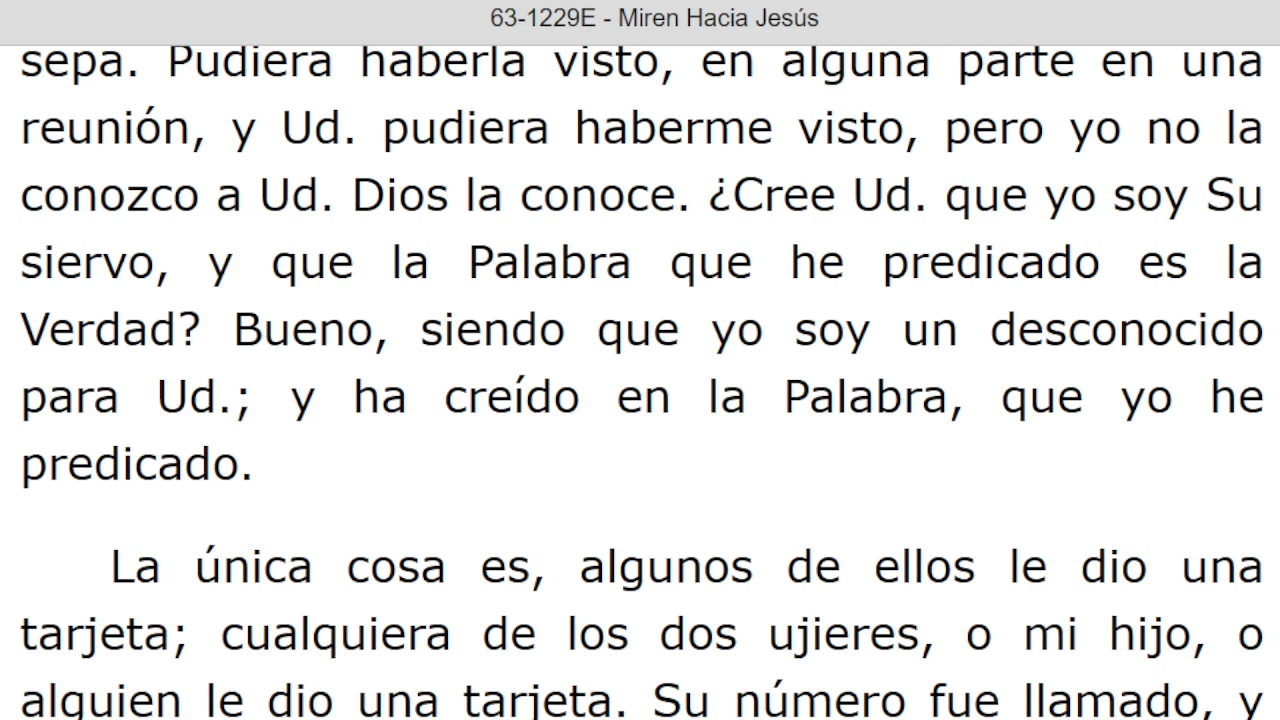 63-1229E - Miren Hacia Jesús
sepa. Pudiera haberla visto, en alguna parte en una
reunión, y Ud. pudiera haberme visto, pero yo no la
conozco a Ud. Dios la conoce. ¿Cree Ud. que yo soy Su
siervo, y que la Palabra que he predicado es la
Verdad? Bueno, siendo que yo soy un desconocido
para Ud.; y ha creído en la Palabra, que yo he
predicado.
La única cosa es, algunos de ellos le dio una
tarjeta; cualquiera de los dos ujieres, o mi hijo, o
alguien le dio una tarjeta. Su número fue llamado, y